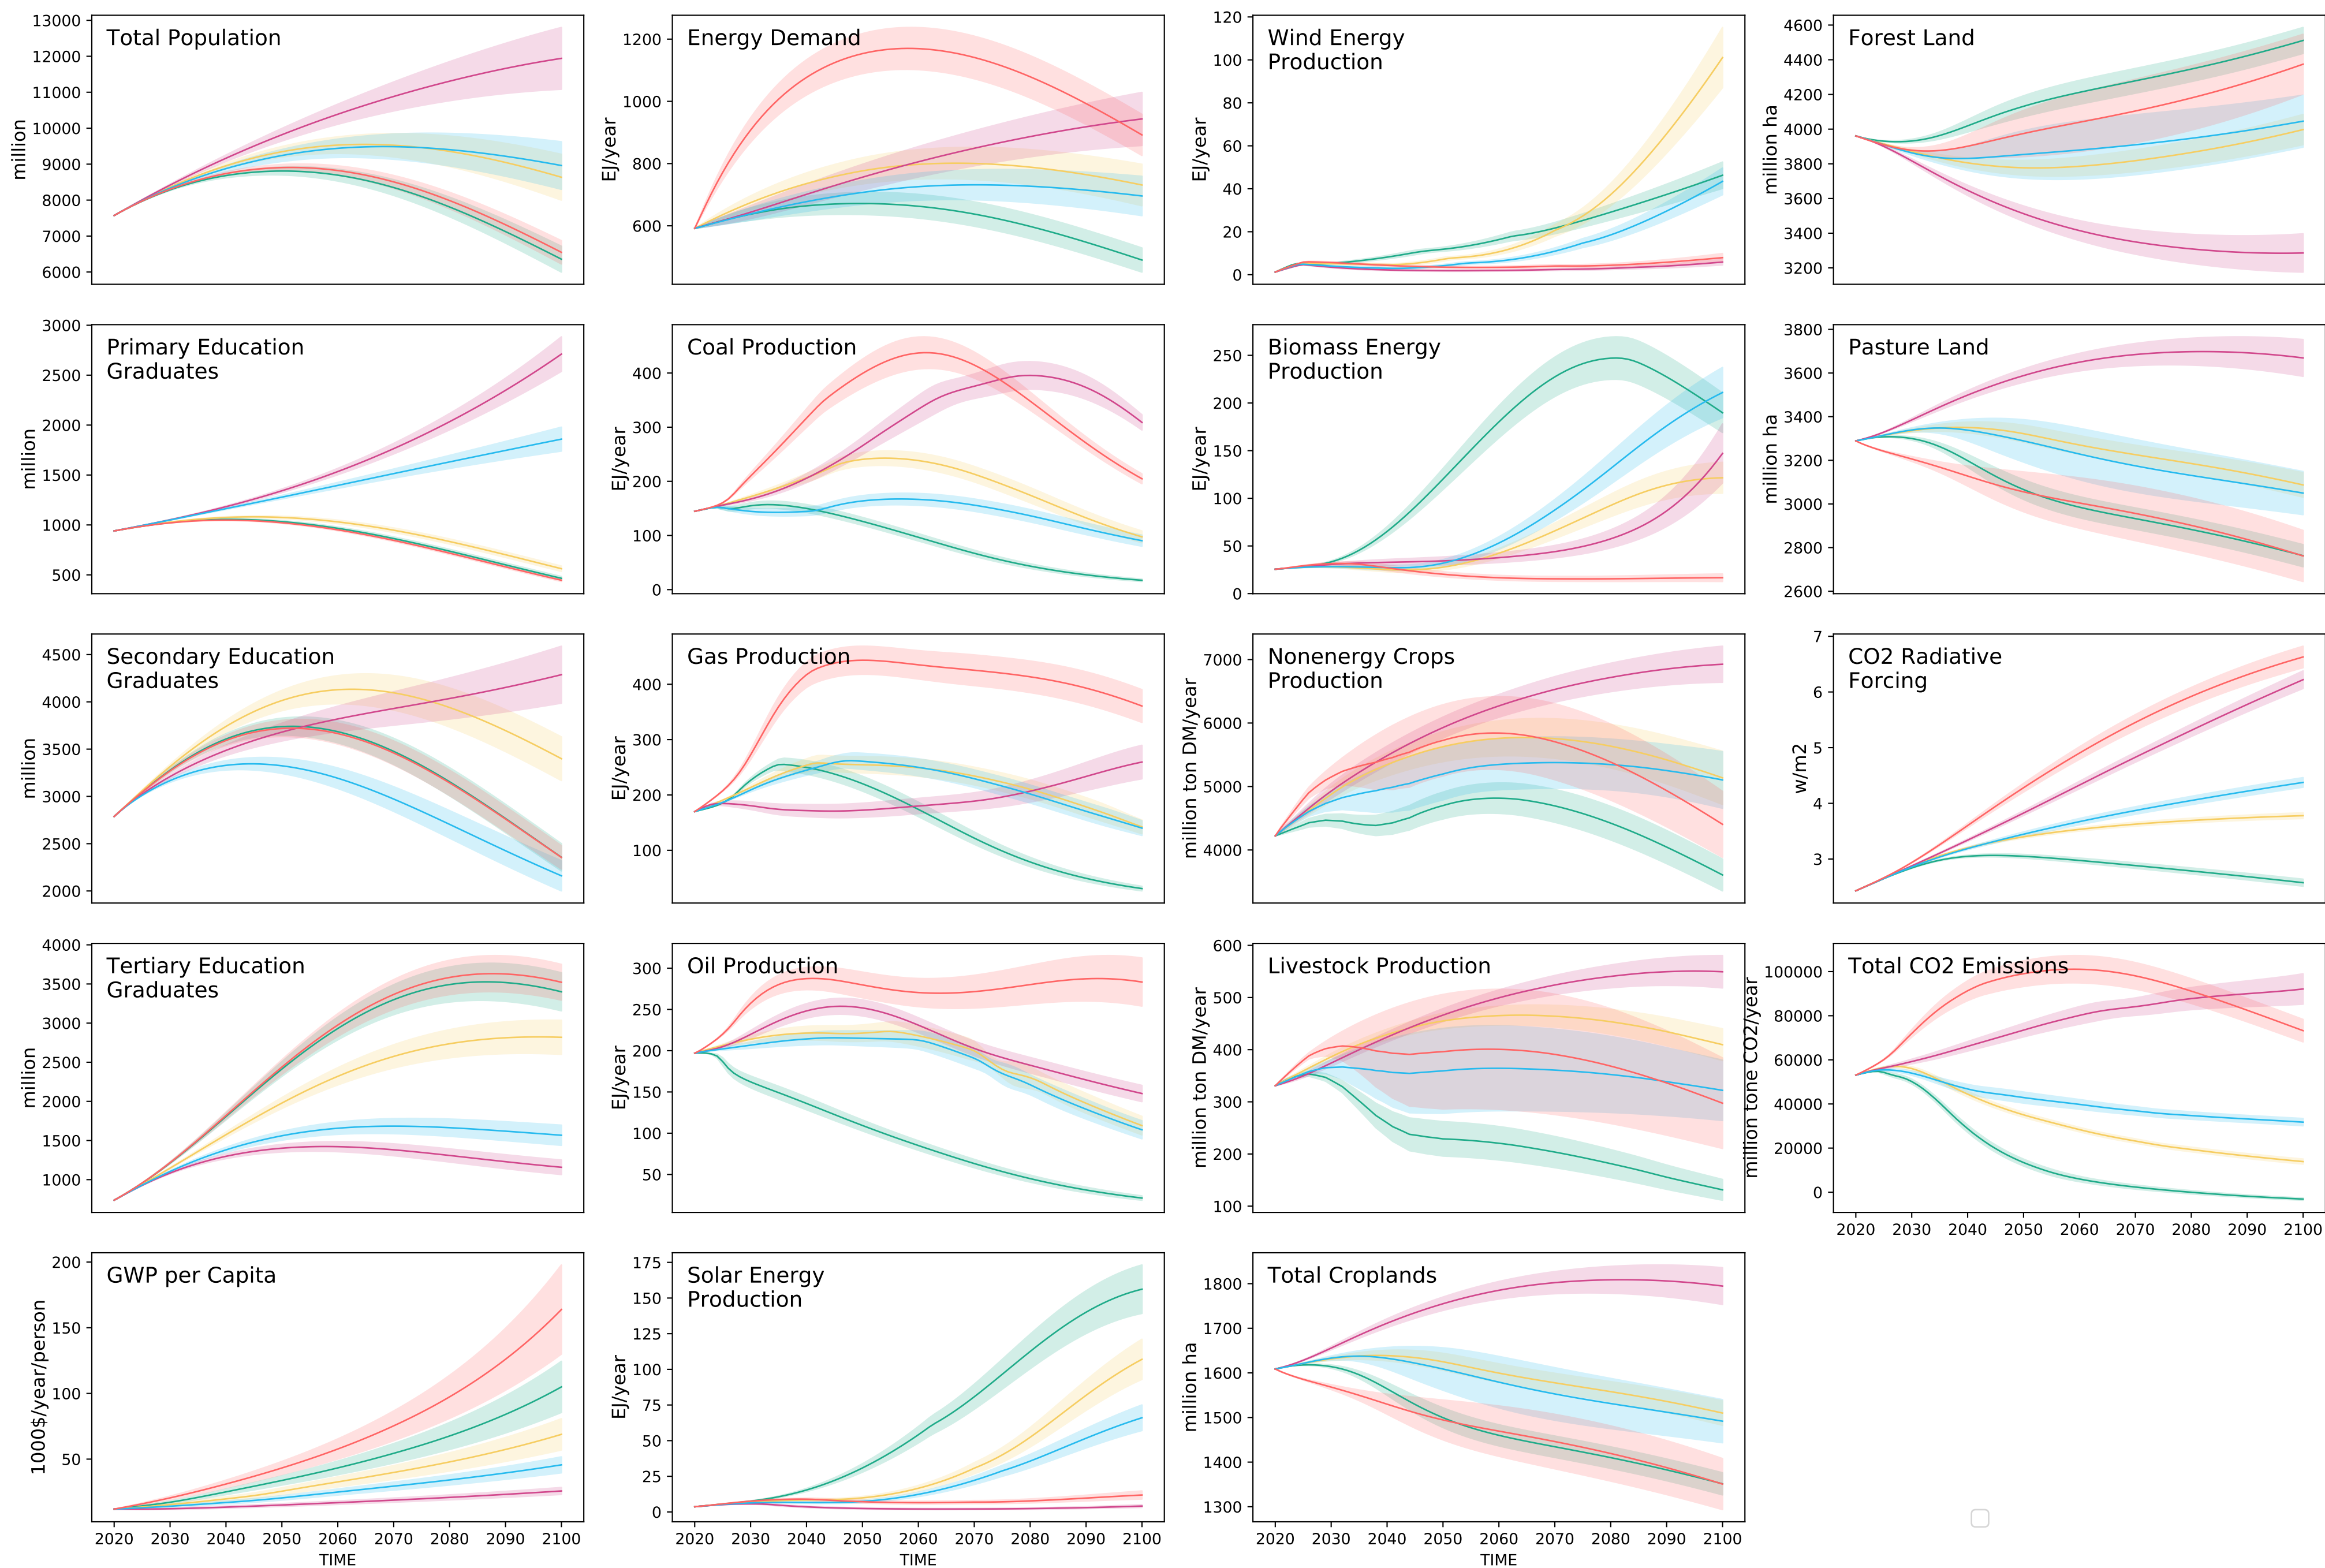 Total Population
million
13000
12000
11000
10000
9000
8000
7000
6000
Energy Demand
EJ/year
1200
1000
800
600
Wind Energy
Production
EJ/year
120
100
80
60
40
20
0
Forest Land
million ha
4600
4400
4200
4000
3800
3600
3400
3200
Primary Education
Graduates
million
3000
2500
2000
1500
1000
500
Coal Production
EJ/year
400
300
200
100
0
Biomass Energy
Production
EJ/year
250
200
150
100
50
0
Pasture Land
million ha
3800
3600
3400
3200
3000
2800
2600
Secondary Education
Graduates
million
4500
4000
3500
3000
2500
2000
Gas Production
EJ/year
400
300
200
100
Nonenergy Crops
Production
million ton DM/year
7000
6000
5000
4000
CO2 Radiative
Forcing
w/m2
7
6
5
4
3
Tertiary Education
Graduates
million
4000
3500
3000
2500
2000
1500
1000
Oil Production
EJ/year
300
250
200
150
100
50
Livestock Production
million ton DM/year
600
500
400
300
200
100
Total CO2 Emissions
million tone CO2/year
100000
80000
60000
40000
20000
0
2020 2030 2040 2050 2060 2070 2080 2090 2100
GWP per Capita
1000$/year/person
200
150
100
50
2020 2030 2040 2050 2060 2070 2080 2090 2100
TIME
Solar Energy
Production
EJ/year
175
150
125
100
75
50
25
0
2020 2030 2040 2050 2060 2070 2080 2090 2100
TIME
Total Croplands
million ha
1800
1700
1600
1500
1400
1300
2020 2030 2040 2050 2060 2070 2080 2090 2100
TIME